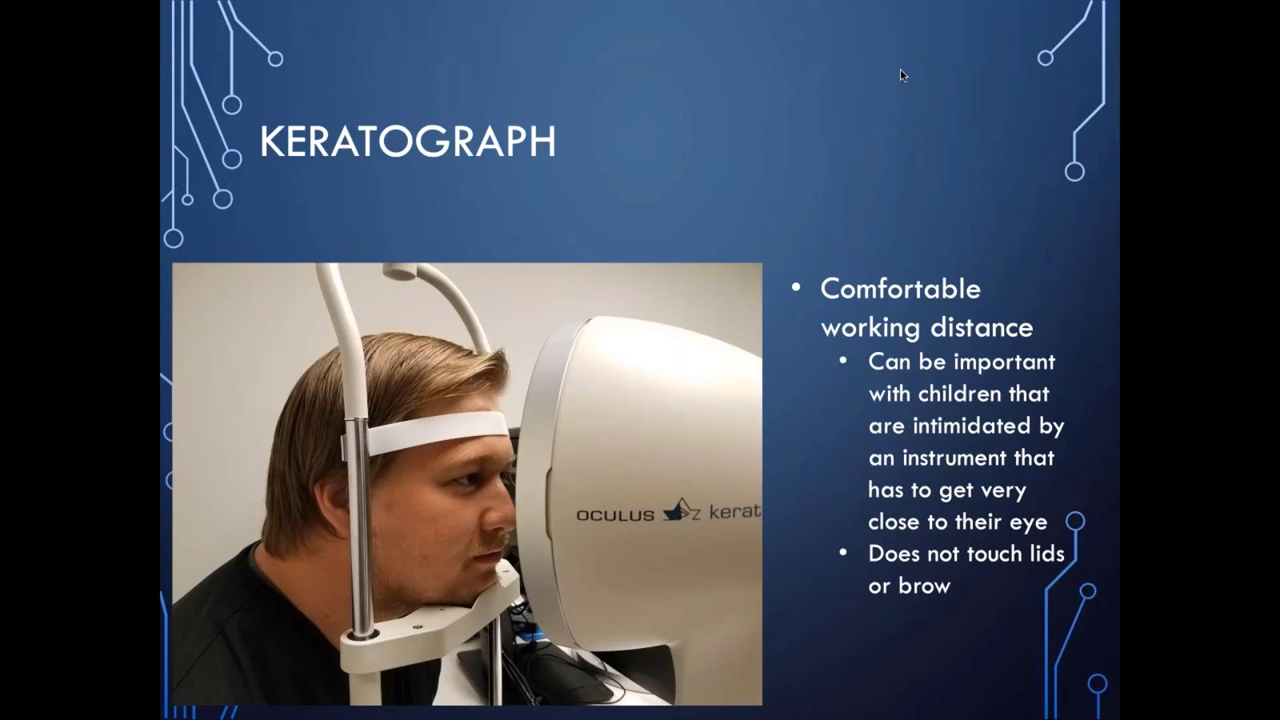 KERATOGRAPH
• Comfortable
working distance
• Can be important
with children that
are intimidated by
an instrument that
has to get very
close to their eye
• Does not touch lids
or brow
OCULUS kerat